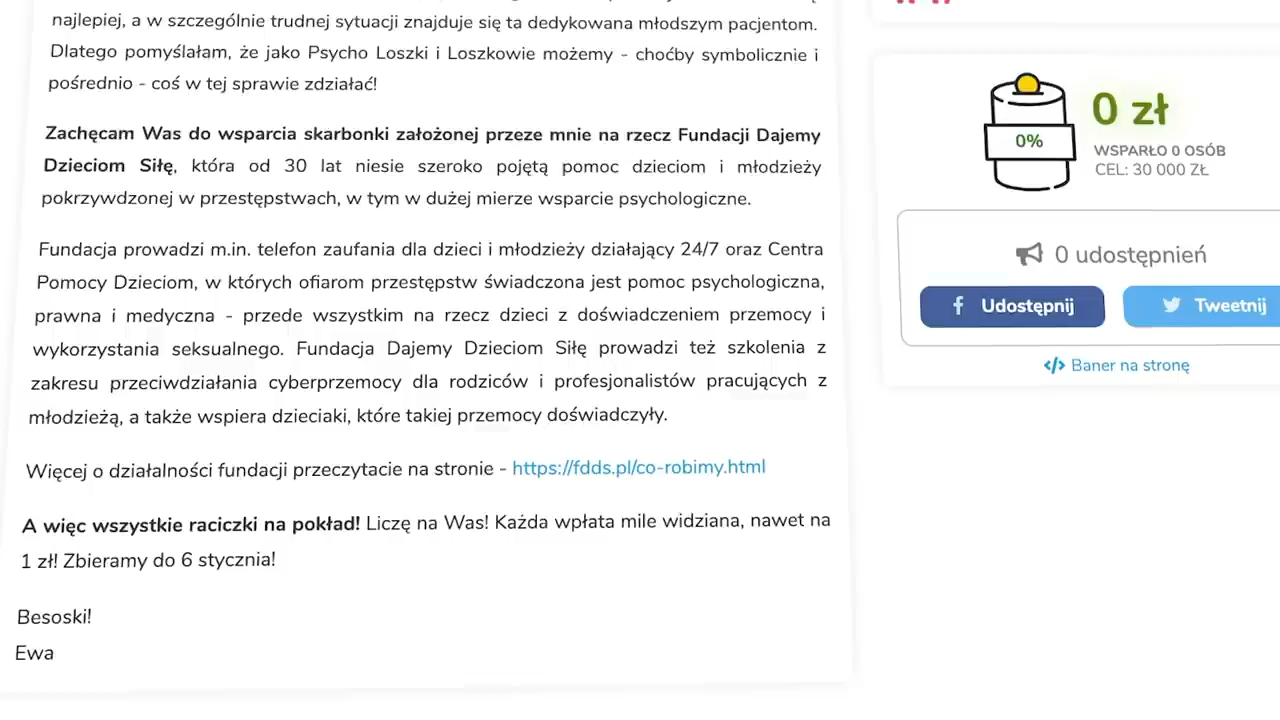 najlepiej, a w szczególnie trudnej sytuacji znajduje się ta dedykowana młodszym pacjentom.
Dlatego pomyślałam, że jako Psycho Loszki i Loszkowie możemy - choćby symbolicznie i
pośrednio - coś w tej sprawie zdziałać!
Zachęcam Was do wsparcia skarbonki założonej przeze mnie na rzecz Fundacji Dajemy
Dzieciom Siłę, która od 30 lat niesie szeroko pojętą pomoc dzieciom i młodzieży
pokrzywdzonej w przestępstwach, w tym w dużej mierze wsparcie psychologiczne.
Fundacja prowadzi m.in. telefon zaufania dla dzieci i młodzieży działający 24/7 oraz Centra
Pomocy Dzieciom, w których ofiarom przestępstw świadczona jest pomoc psychologiczna,
prawna i medyczna - przede wszystkim na rzecz dzieci z doświadczeniem przemocy i
wykorzystania seksualnego. Fundacja Dajemy Dzieciom Siłę prowadzi też szkolenia z
zakresu przeciwdziałania cyberprzemocy dla rodziców i profesjonalistów pracujących z
młodzieżą, a także wspiera dzieciaki, które takiej przemocy doświadczyły.
Więcej o działalności fundacji przeczytacie na stronie - https://fdds.pl/co-robimy.html
A więc wszystkie raciczki na pokład! Liczę na Was! Każda wpłata mile widziana, nawet na
1 zł! Zbieramy do 6 stycznia!
Besoski!
Ewa
0 zł
0%
WSPARŁO 0 OSÓB
CEL: 30 000 ZŁ
0 udostępnień
Udostępnij
Tweetnij
</> Baner na stronę